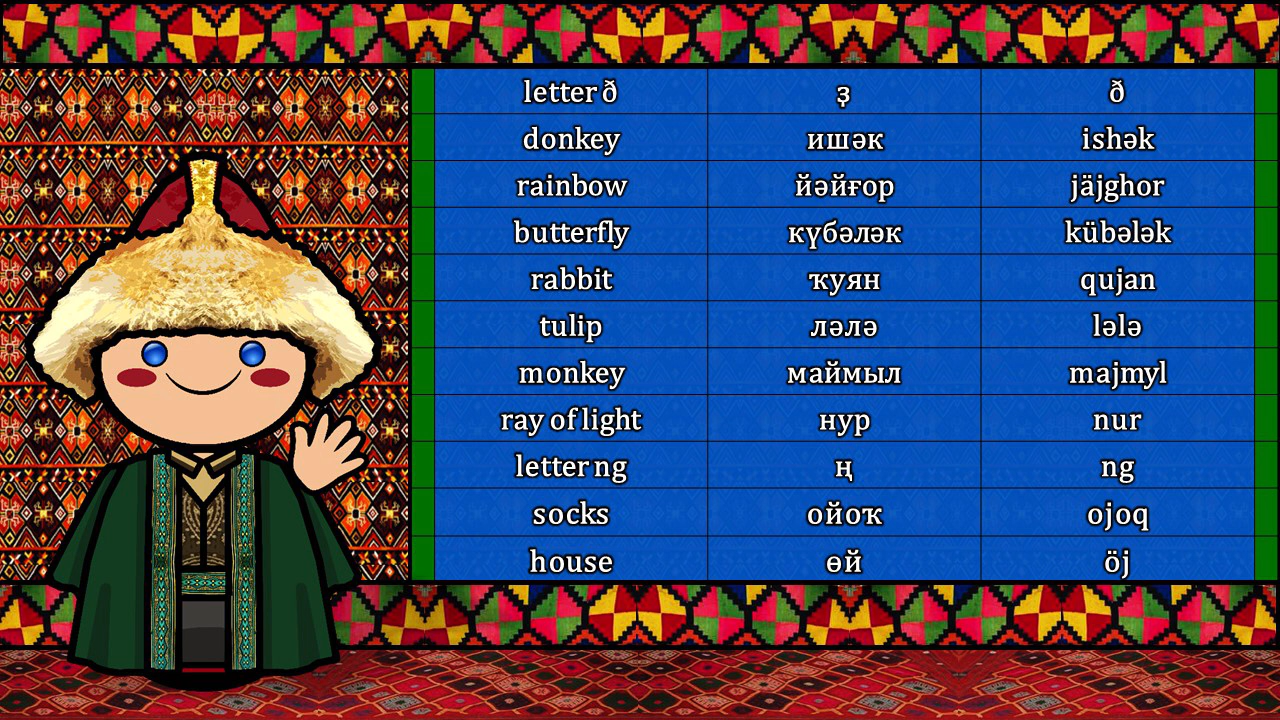 letter ð ҙ ð
donkey ишәк ishək
rainbow йәйғор jäjghor
butterfly күбәләк kübələk
rabbit ҡуян qujan
tulip ләлә lələ
monkey маймыл majmyl
ray of light нур nur
letter ng ң ng
socks ойоҡ ojoq
house өй öj